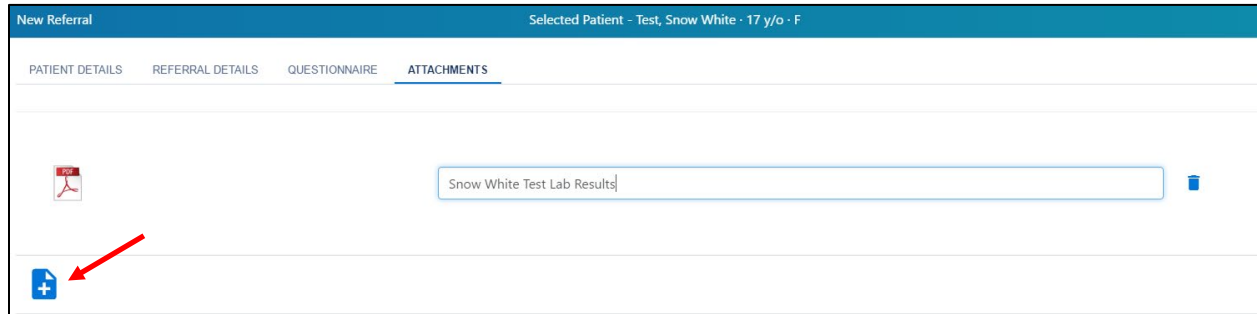 New Referral
Selected Patient - Test, Snow White · 17 y/o · F
PATIENT DETAILS
REFERRAL DETAILS
QUESTIONNAIRE
ATTACHMENTS
PDF
Snow White Test Lab Results